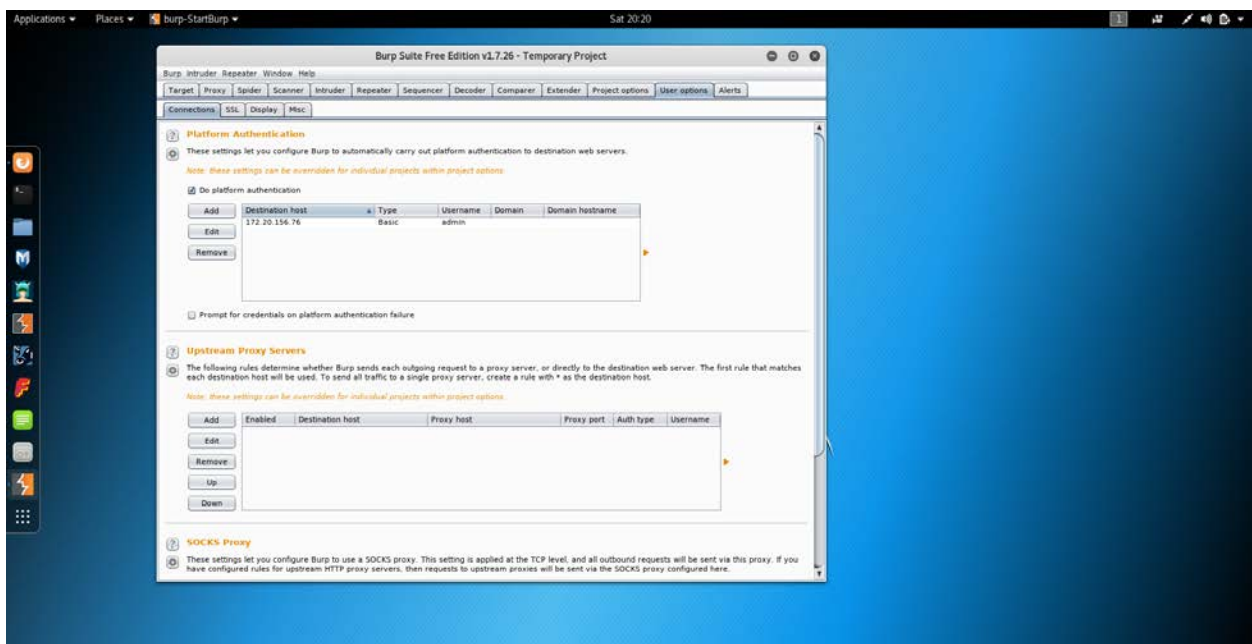 Applications Places burp-StartBurp Sat 20:20 1
Burp Suite Free Edition v1.7.26 - Temporary Project
Burp Intruder Repeater Window Help
Target Proxy Spider Scanner Intruder Repeater Sequencer Decoder Comparer Extender Project options User options Alerts
Connections SSL Display Misc
? Platform Authentication
These settings let you configure Burp to automatically carry out platform authentication to destination web servers.
Note: these settings can be overridden for individual projects within project options.
Do platform authentication
Add Destination host Type Username Domain Domain hostname
172.20.156.76 Basic admin
Edit
Remove
Prompt for credentials on platform authentication failure
? Upstream Proxy Servers
The following rules determine whether Burp sends each outgoing request to a proxy server, or directly to the destination web server. The first rule that matches
each destination host will be used. To send all traffic to a single proxy server, create a rule with * as the destination host.
Note: these settings can be overridden for individual projects within project options.
Add Enabled Destination host Proxy host Proxy port Auth type Username
Edit
Remove
Up
Down
? SOCKS Proxy
These settings let you configure Burp to use a SOCKS proxy. This setting is applied at the TCP level, and all outbound requests will be sent via this proxy. If you
have configured rules for upstream HTTP proxy servers, then requests to upstream proxies will be sent via the SOCKS proxy configured here.